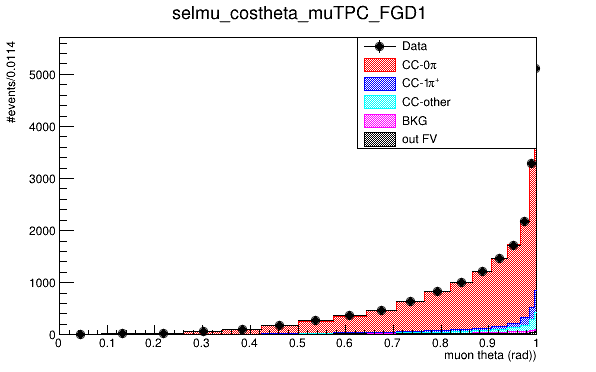 selmu_costheta_muTPC_FGD1
#events/0.0114
Data
CC-0π
CC-1π⁺
CC-other
BKG
out FV
5000
4000
3000
2000
1000
0
0 0.1 0.2 0.3 0.4 0.5 0.6 0.7 0.8 0.9 1
muon theta (rad))